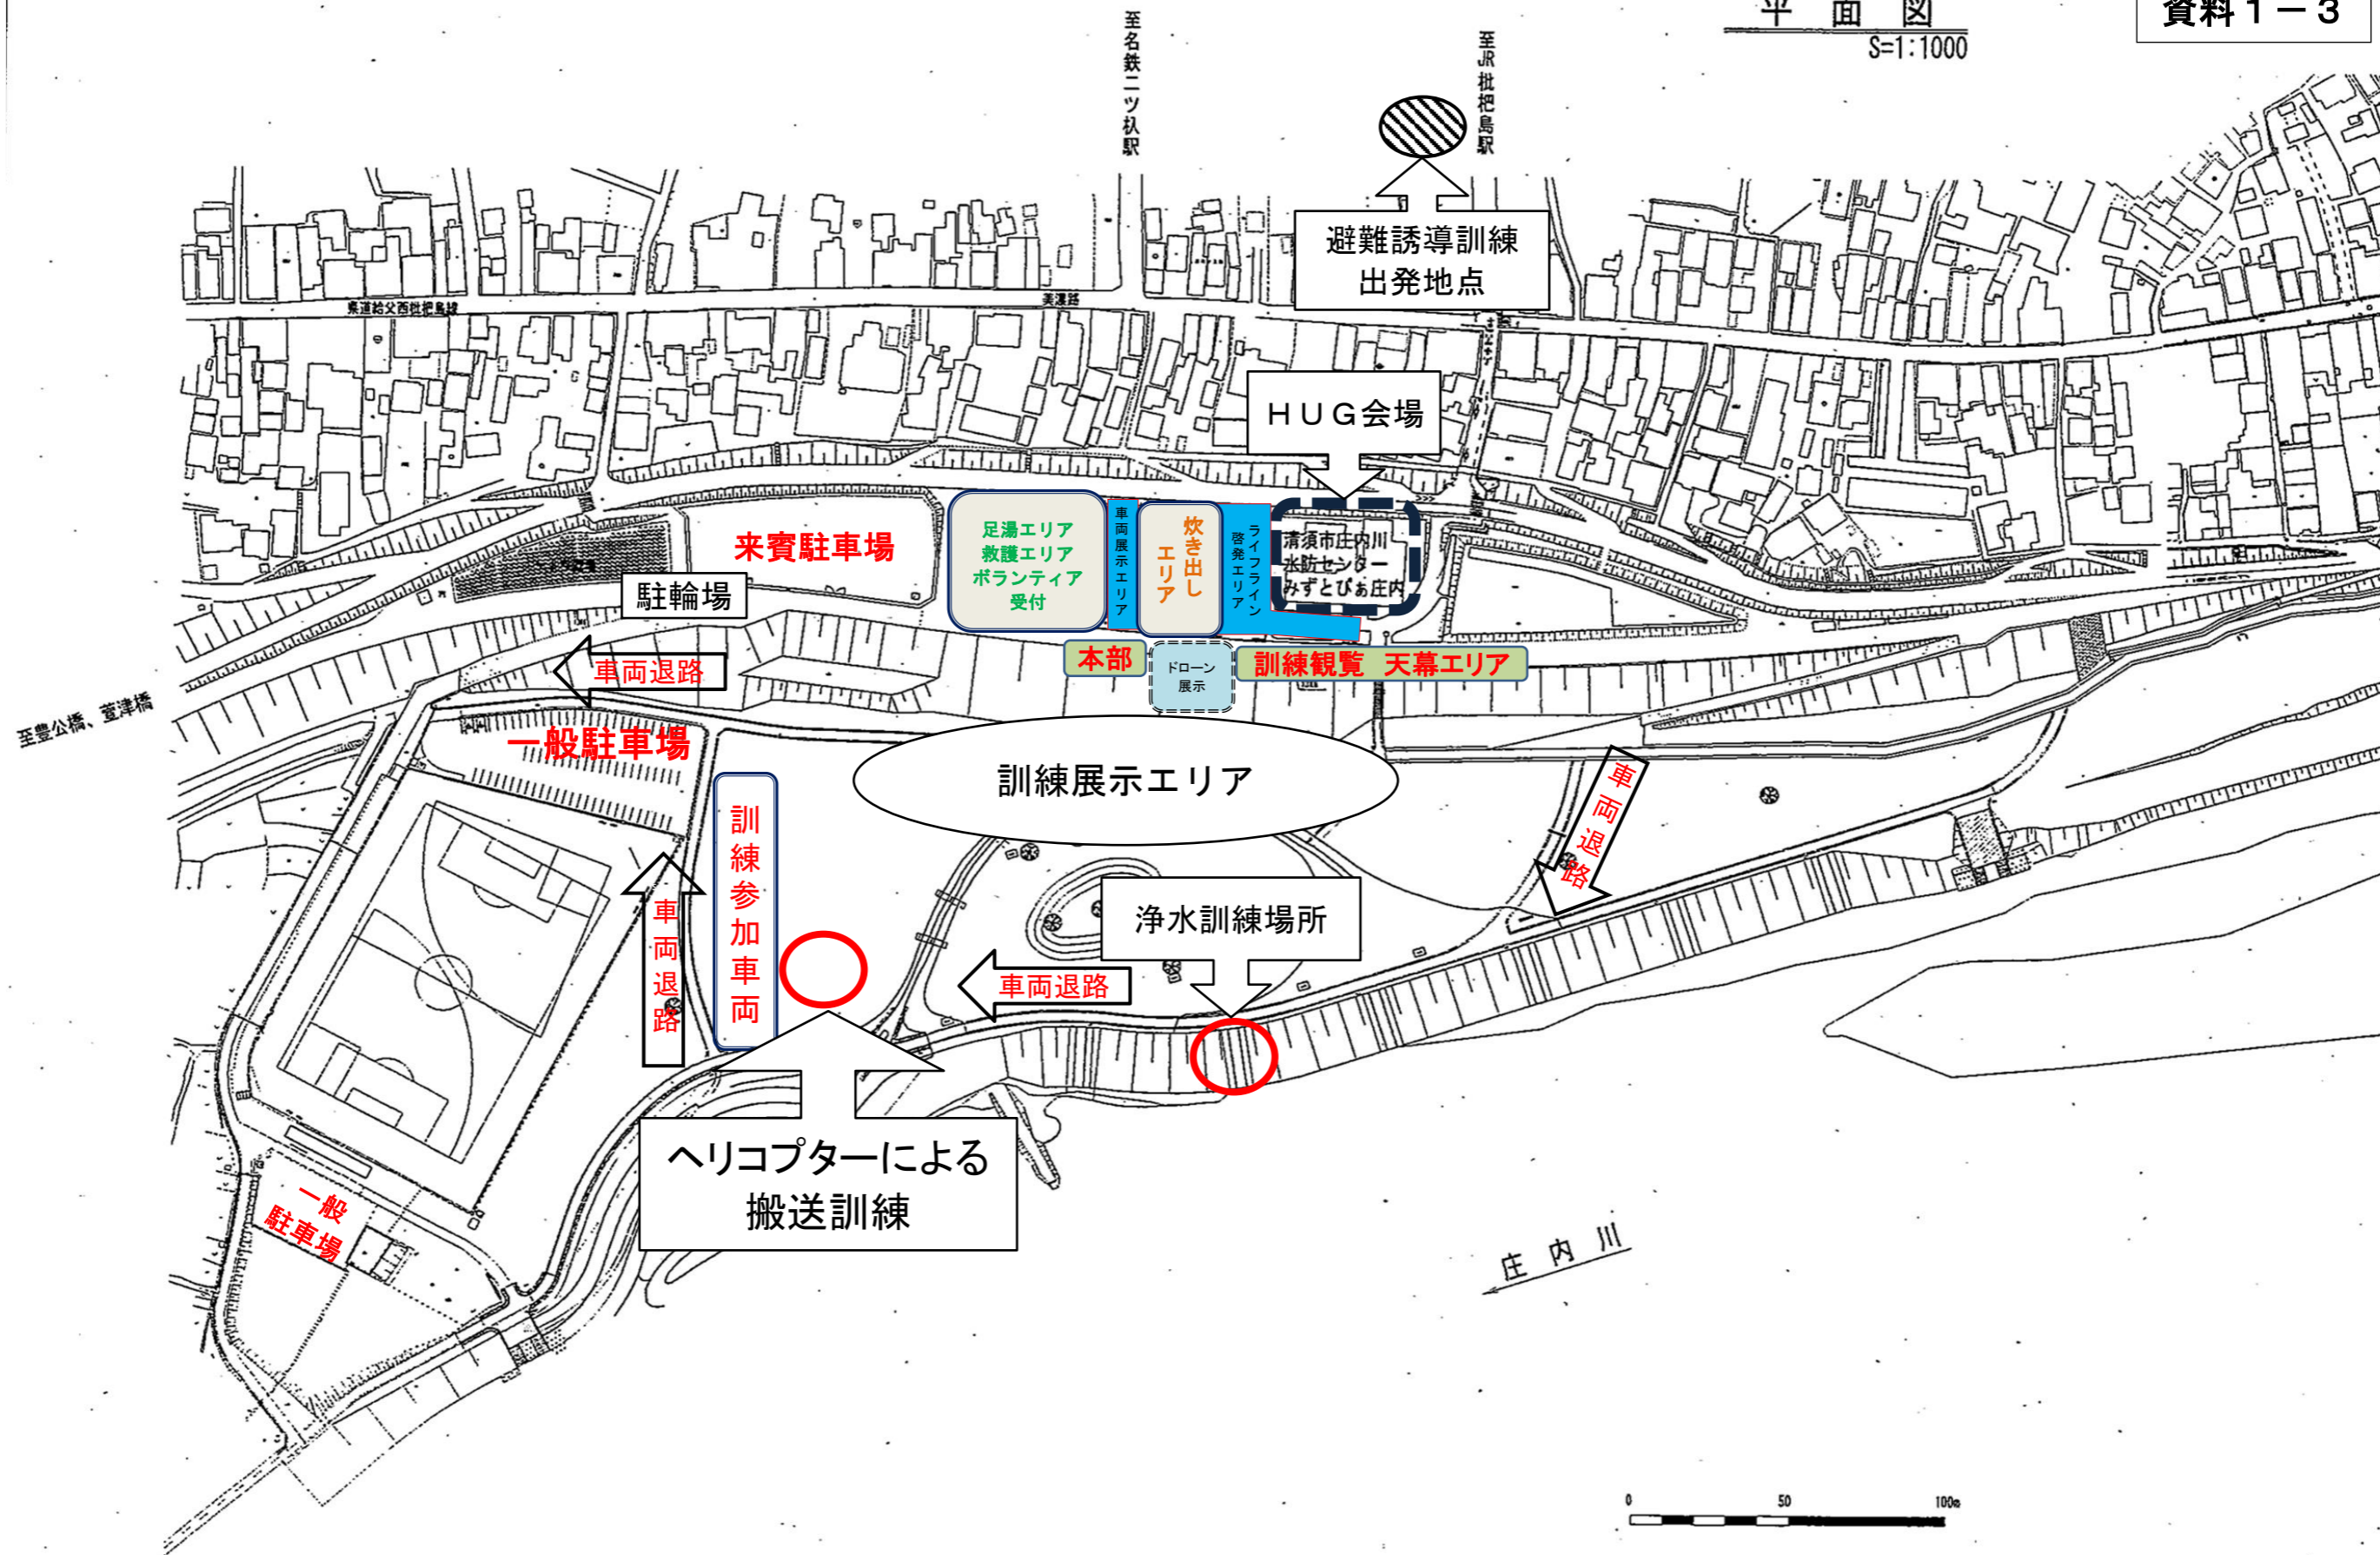 平面図
S=1:1000
資料１－３
至名鉄二ツ杁駅
至JR枇杷島駅
避難誘導訓練
出発地点
県道給父西枇杷島線
美濃路
ＨＵＧ会場
来賓駐車場
足湯エリア
救護エリア
ボランティア
受付
車両展示エリア
炊き出し
エリア
ライフライン
啓発エリア
清須市庄内川
水防センター
みずとぴぁ庄内
駐輪場
車両退路
本部
ドローン
展示
訓練観覧　天幕エリア
至豊公橋、萱津橋
一般駐車場
訓練展示エリア
車両退路
訓練参加車両
車両退路
浄水訓練場所
車両退路
ヘリコプターによる
搬送訓練
一般
駐車場
庄内川
0 50 100m